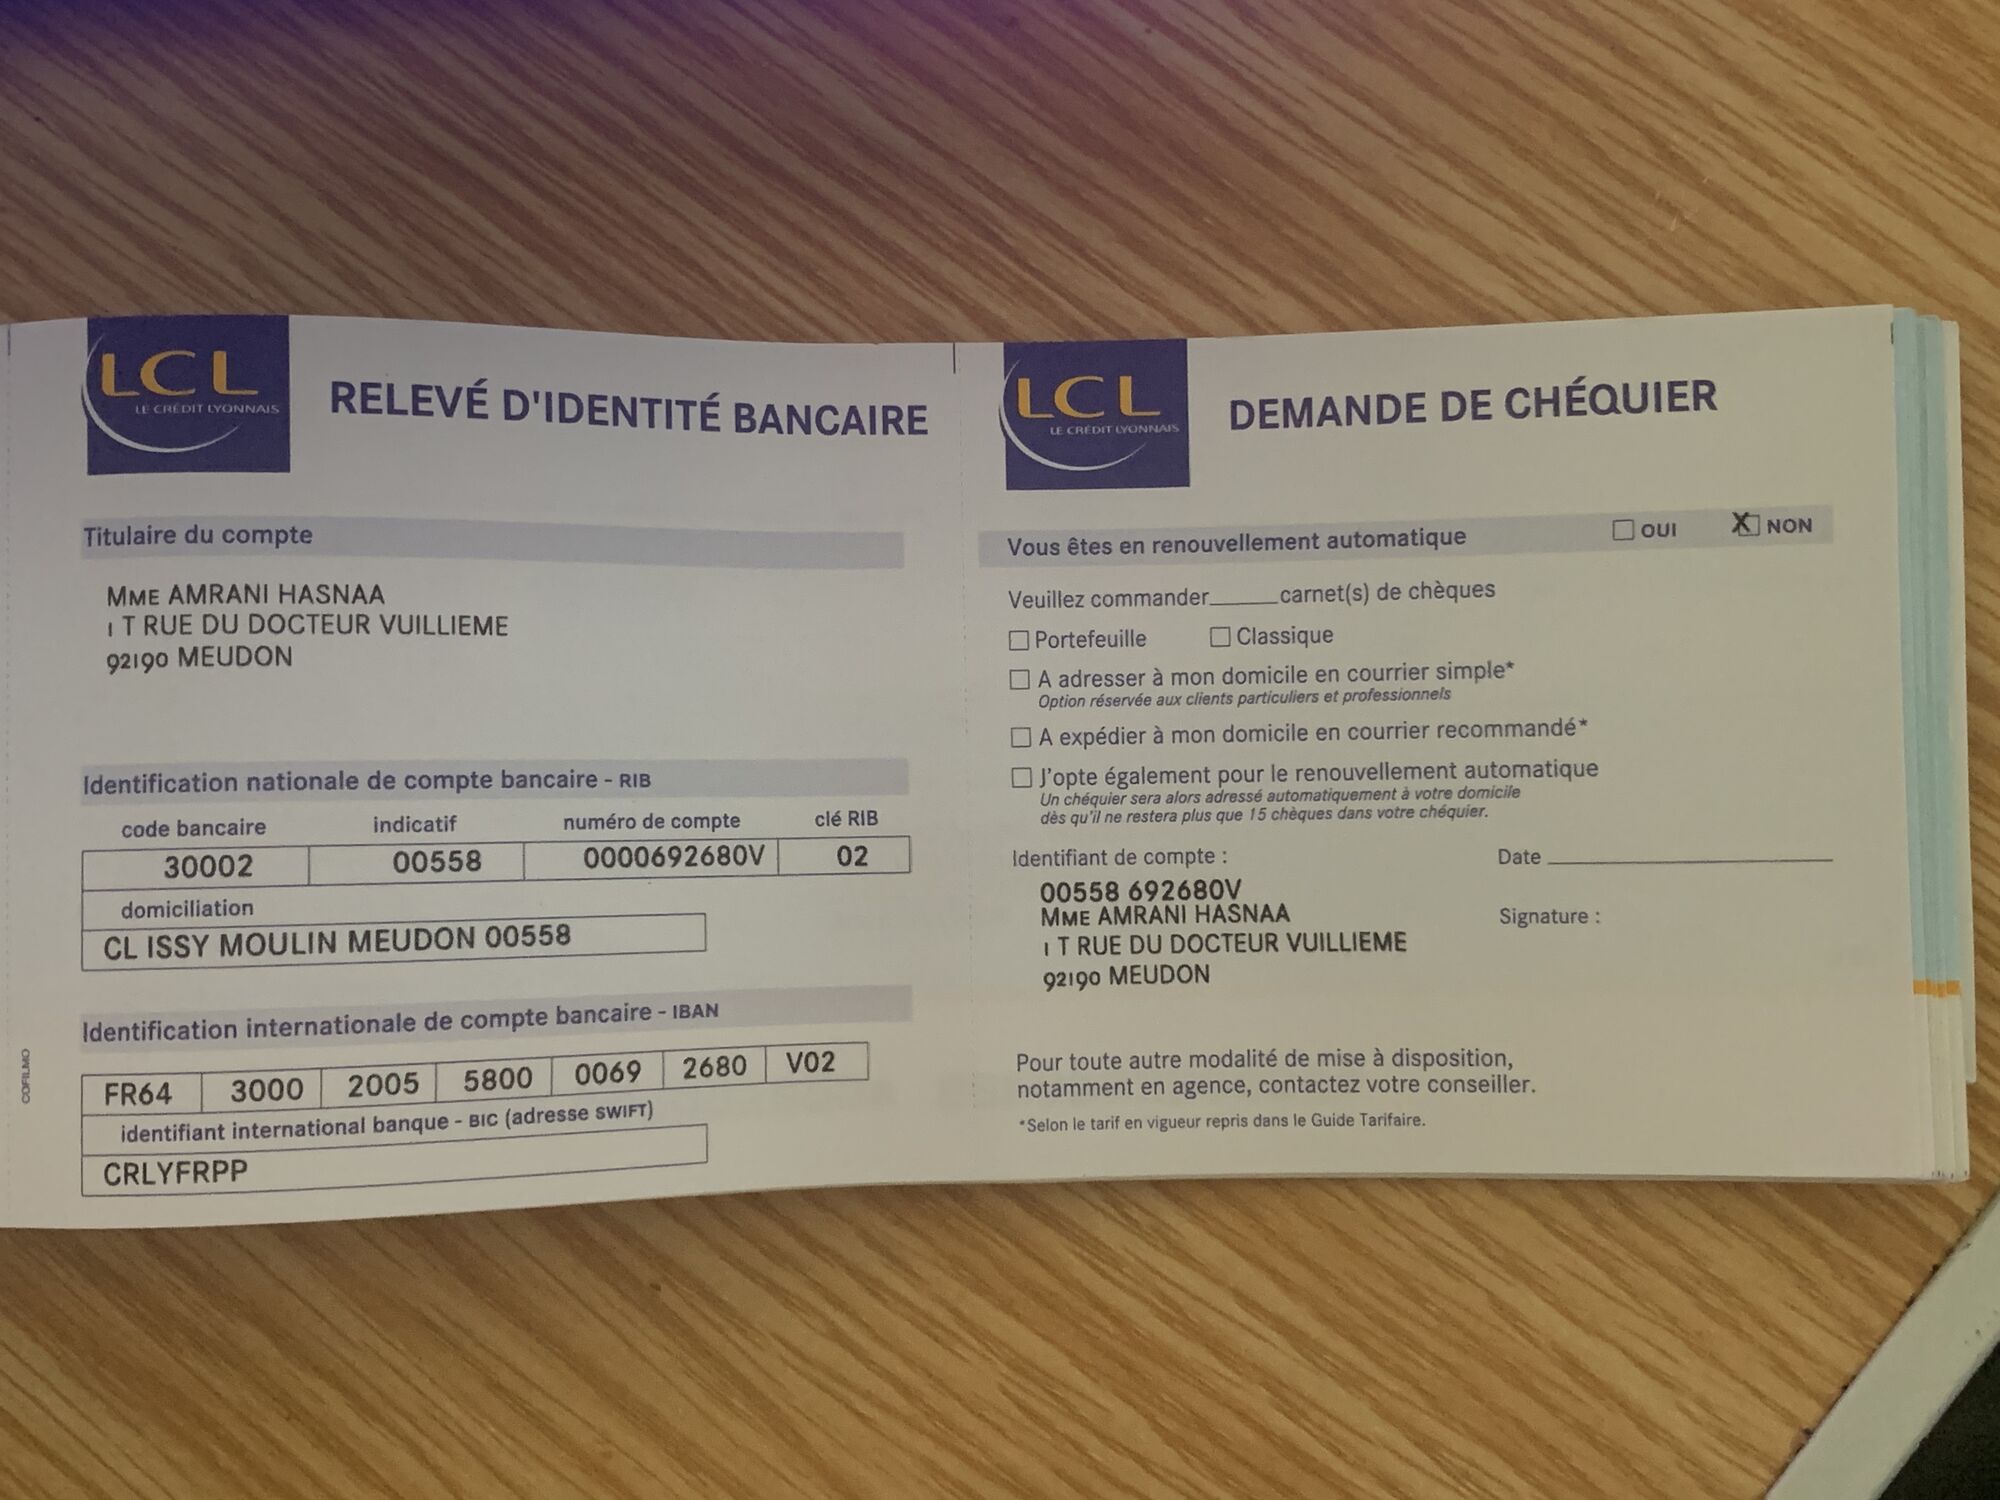 LCL
LE CRÉDIT LYONNAIS
RELEVÉ D'IDENTITÉ BANCAIRE
Titulaire du compte
MME AMRANI HASNAA
1 T RUE DU DOCTEUR VUILLIEME
92190 MEUDON
Identification nationale de compte bancaire - RIB
code bancaire indicatif numéro de compte clé RIB
30002 00558 0000692680V 02
domiciliation
CL ISSY MOULIN MEUDON 00558
Identification internationale de compte bancaire - IBAN
FR64 3000 2005 5800 0069 2680 V02
identifiant international banque - BIC (adresse SWIFT)
CRLYFRPP
COFILMO
LCL
LE CRÉDIT LYONNAIS
DEMANDE DE CHÉQUIER
Vous êtes en renouvellement automatique OUI X NON
Veuillez commander______carnet(s) de chèques
Portefeuille Classique
A adresser à mon domicile en courrier simple*
Option réservée aux clients particuliers et professionnels
A expédier à mon domicile en courrier recommandé*
J'opte également pour le renouvellement automatique
Un chéquier sera alors adressé automatiquement à votre domicile
dès qu'il ne restera plus que 15 chèques dans votre chéquier.
Identifiant de compte : Date
00558 692680V
MME AMRANI HASNAA Signature :
1 T RUE DU DOCTEUR VUILLIEME
92190 MEUDON
Pour toute autre modalité de mise à disposition,
notamment en agence, contactez votre conseiller.
*Selon le tarif en vigueur repris dans le Guide Tarifaire.